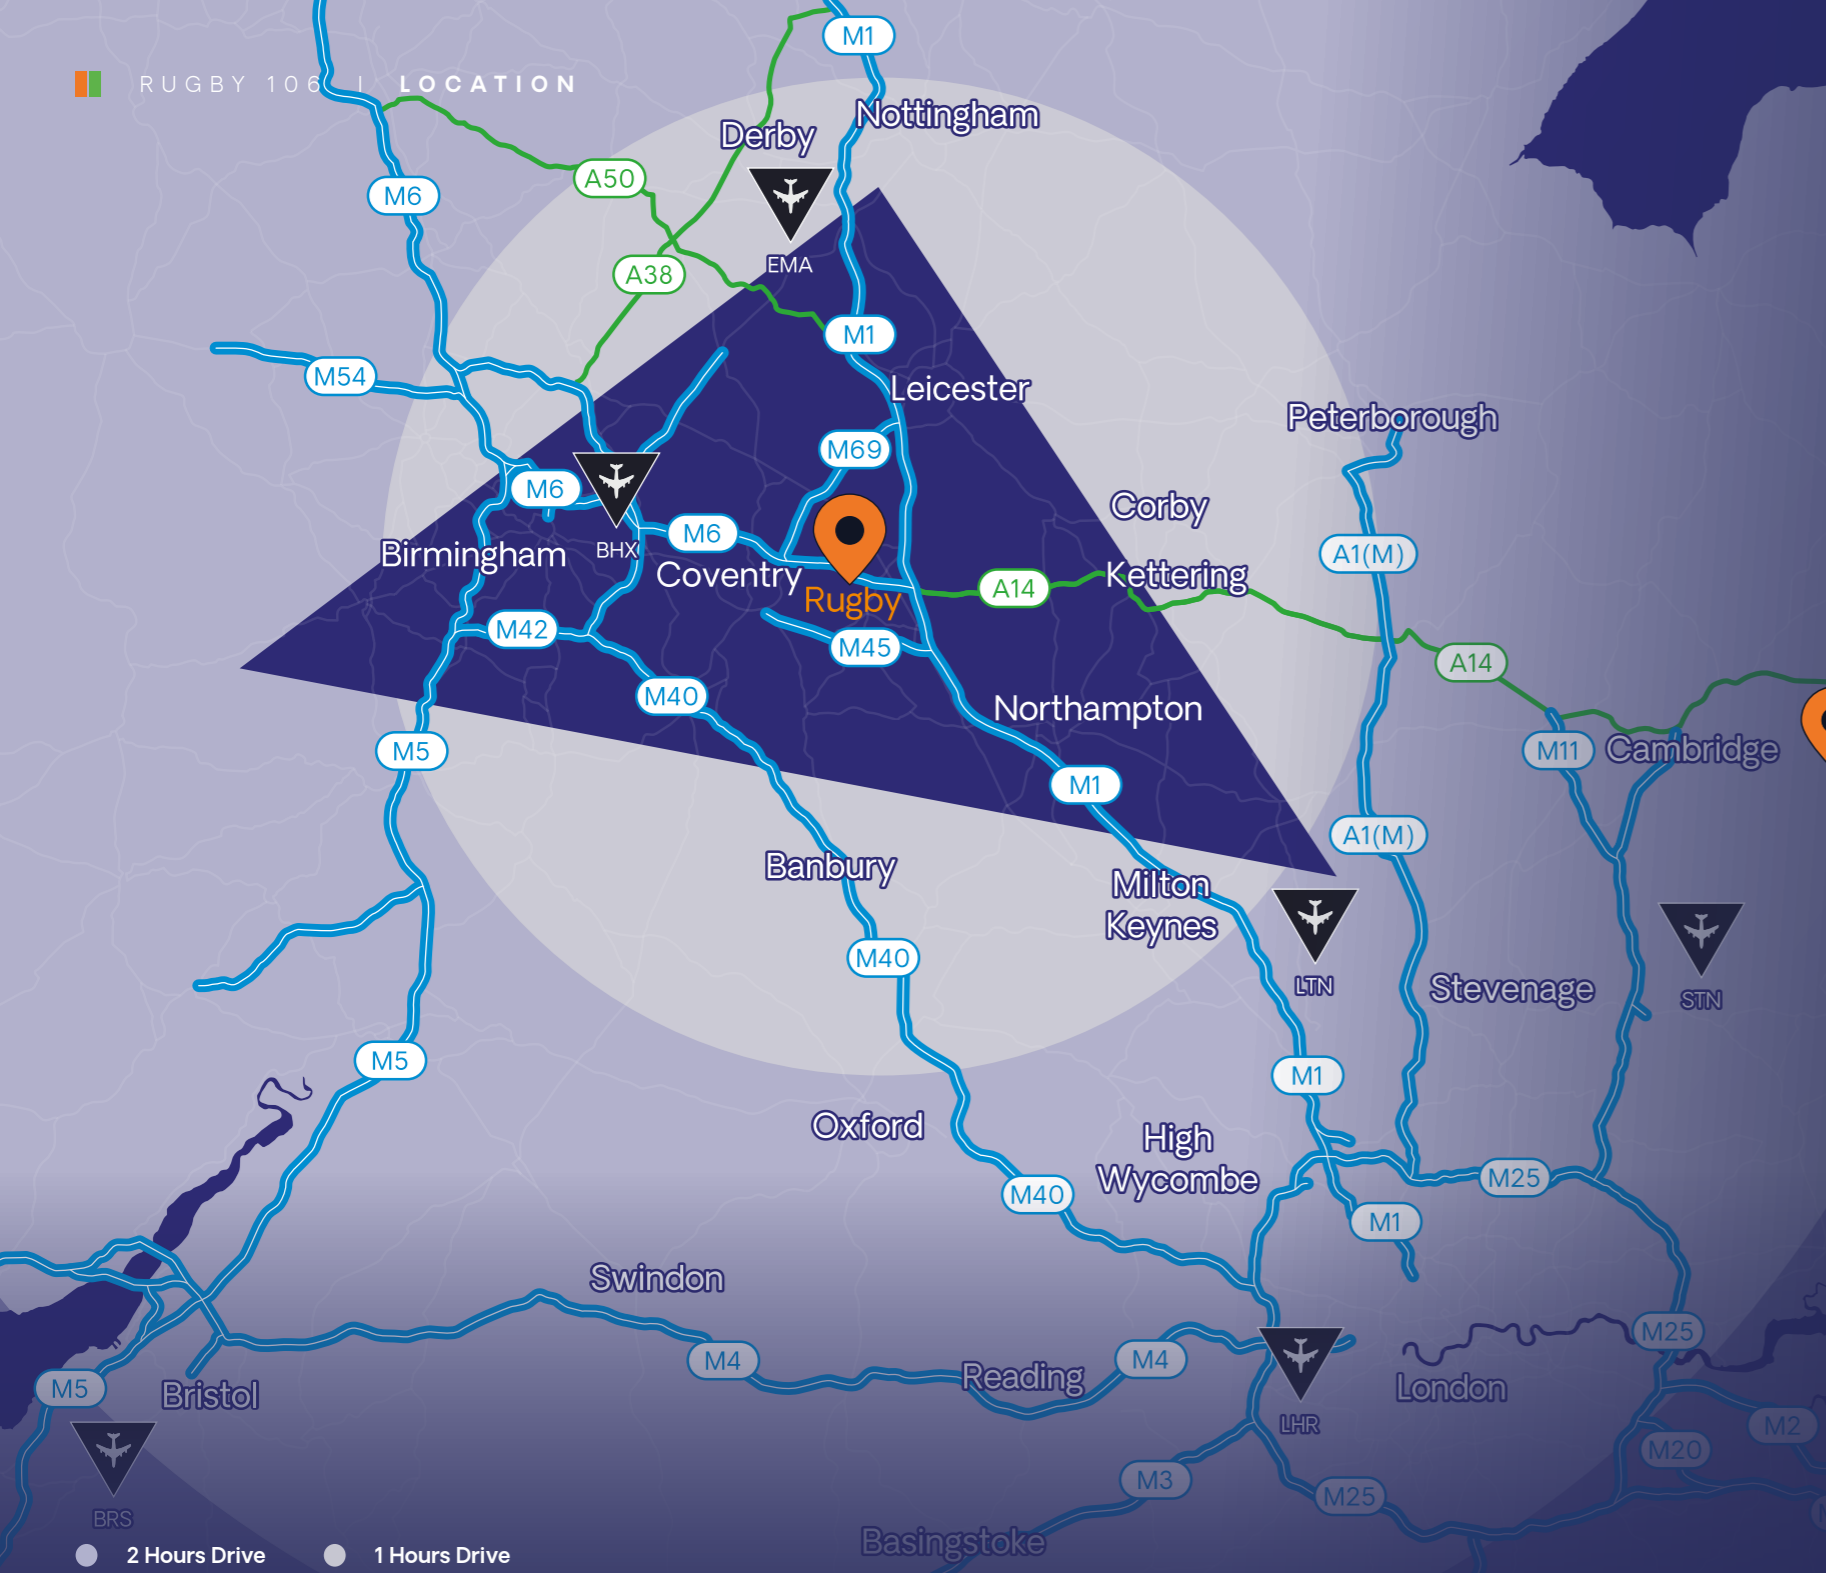 RUGBY 106 | LOCATION
M1
Nottingham
Derby
A50
M6
EMA
A38
M1
M54
Leicester
Peterborough
M69
M6
Corby
M6
A1(M)
Birmingham
BHX
Coventry
Kettering
A14
Rugby
M42
M45
A14
M40
Northampton
M5
M11
Cambridge
M1
A1(M)
Banbury
Milton
Keynes
M40
LTN
Stevenage
STN
M5
M1
Oxford
High
Wycombe
M40
M25
M1
Swindon
M4
M4
M25
Reading
London
M5
Bristol
LHR
M2
M20
M3
M25
BRS
Basingstoke
2 Hours Drive
1 Hours Drive